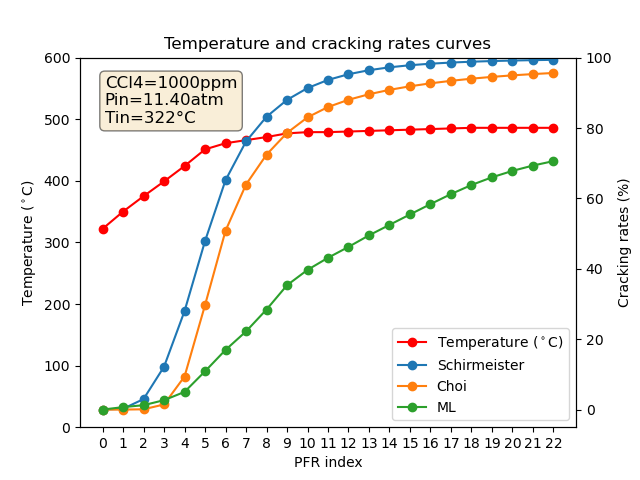 Temperature and cracking rates curves
CCl4=1000ppm
Pin=11.40atm
Tin=322°C
600
500
400
300
200
100
0
Temperature (°C)
100
80
60
40
20
0
Cracking rates (%)
Temperature (°C)
Schirmeister
Choi
ML
0 1 2 3 4 5 6 7 8 9 10 11 12 13 14 15 16 17 18 19 20 21 22
PFR index